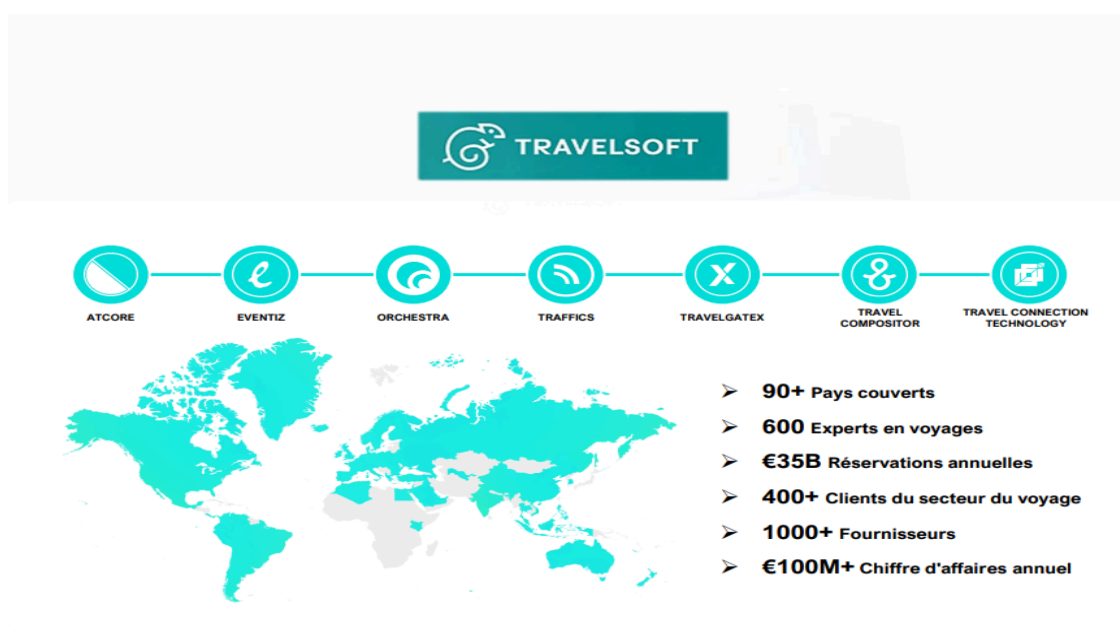 TRAVELSOFT
ATCORE
EVENTIZ
ORCHESTRA
TRAFFICS
TRAVELGATEX
TRAVEL
COMPOSITOR
TRAVEL CONNECTION
TECHNOLOGY
90+ Pays couverts
600 Experts en voyages
€35B Réservations annuelles
400+ Clients du secteur du voyage
1000+ Fournisseurs
€100M+ Chiffre d'affaires annuel